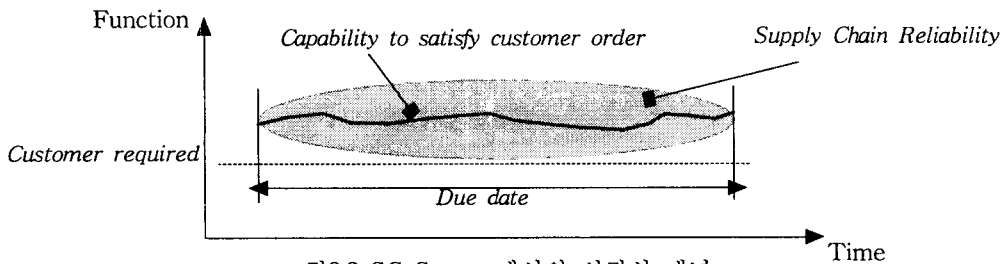 Function
Capability to satisfy customer order
Supply Chain Reliability
Customer required
Due date
Time